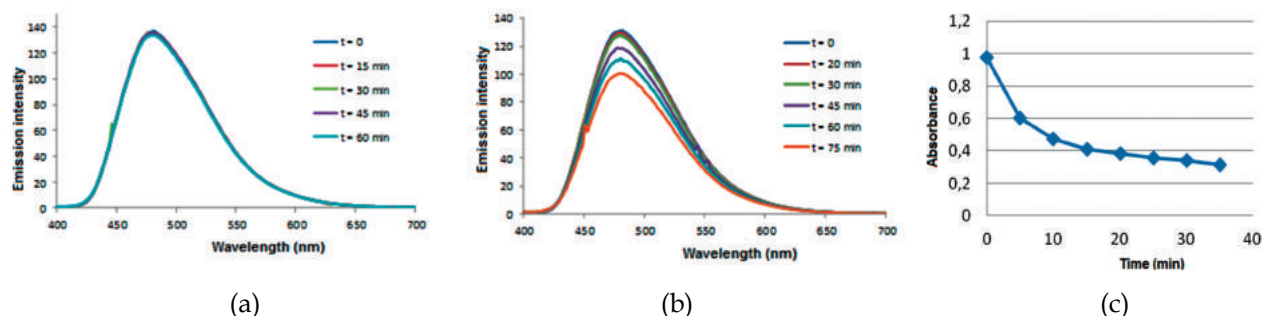 140
120
100
80
60
40
20
0
Emission intensity
400 450 500 550 600 650 700
Wavelength (nm)
t = 0
t = 15 min
t = 30 min
t = 45 min
t = 60 min
(a)
140
120
100
80
60
40
20
0
Emission intensity
400 450 500 550 600 650 700
Wavelength (nm)
t = 0
t = 20 min
t = 30 min
t = 45 min
t = 60 min
t = 75 min
(b)
1,2
1
0,8
0,6
0,4
0,2
0
Absorbance
0 10 20 30 40
Time (min)
(c)